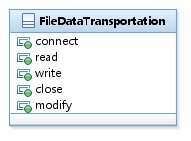 FileDataTransportation
connect
read
write
close
modify